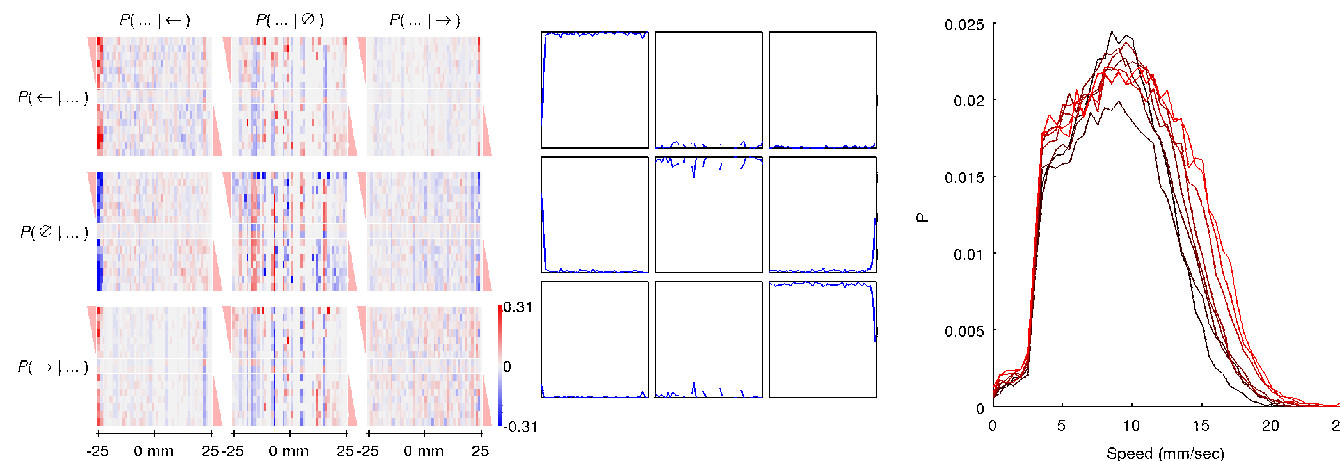 P( ... | ← ) P( ... | ∅ ) P( ... | → )
P( ← | ... )
P( ∅ | ... )
P( → | ... )
0.31
0
-0.31
-25 0 mm 25 -25 0 mm 25 -25 0 mm 25
0.025
0.02
0.015
0.01
0.005
0
P
0 5 10 15 20
Speed (mm/sec)